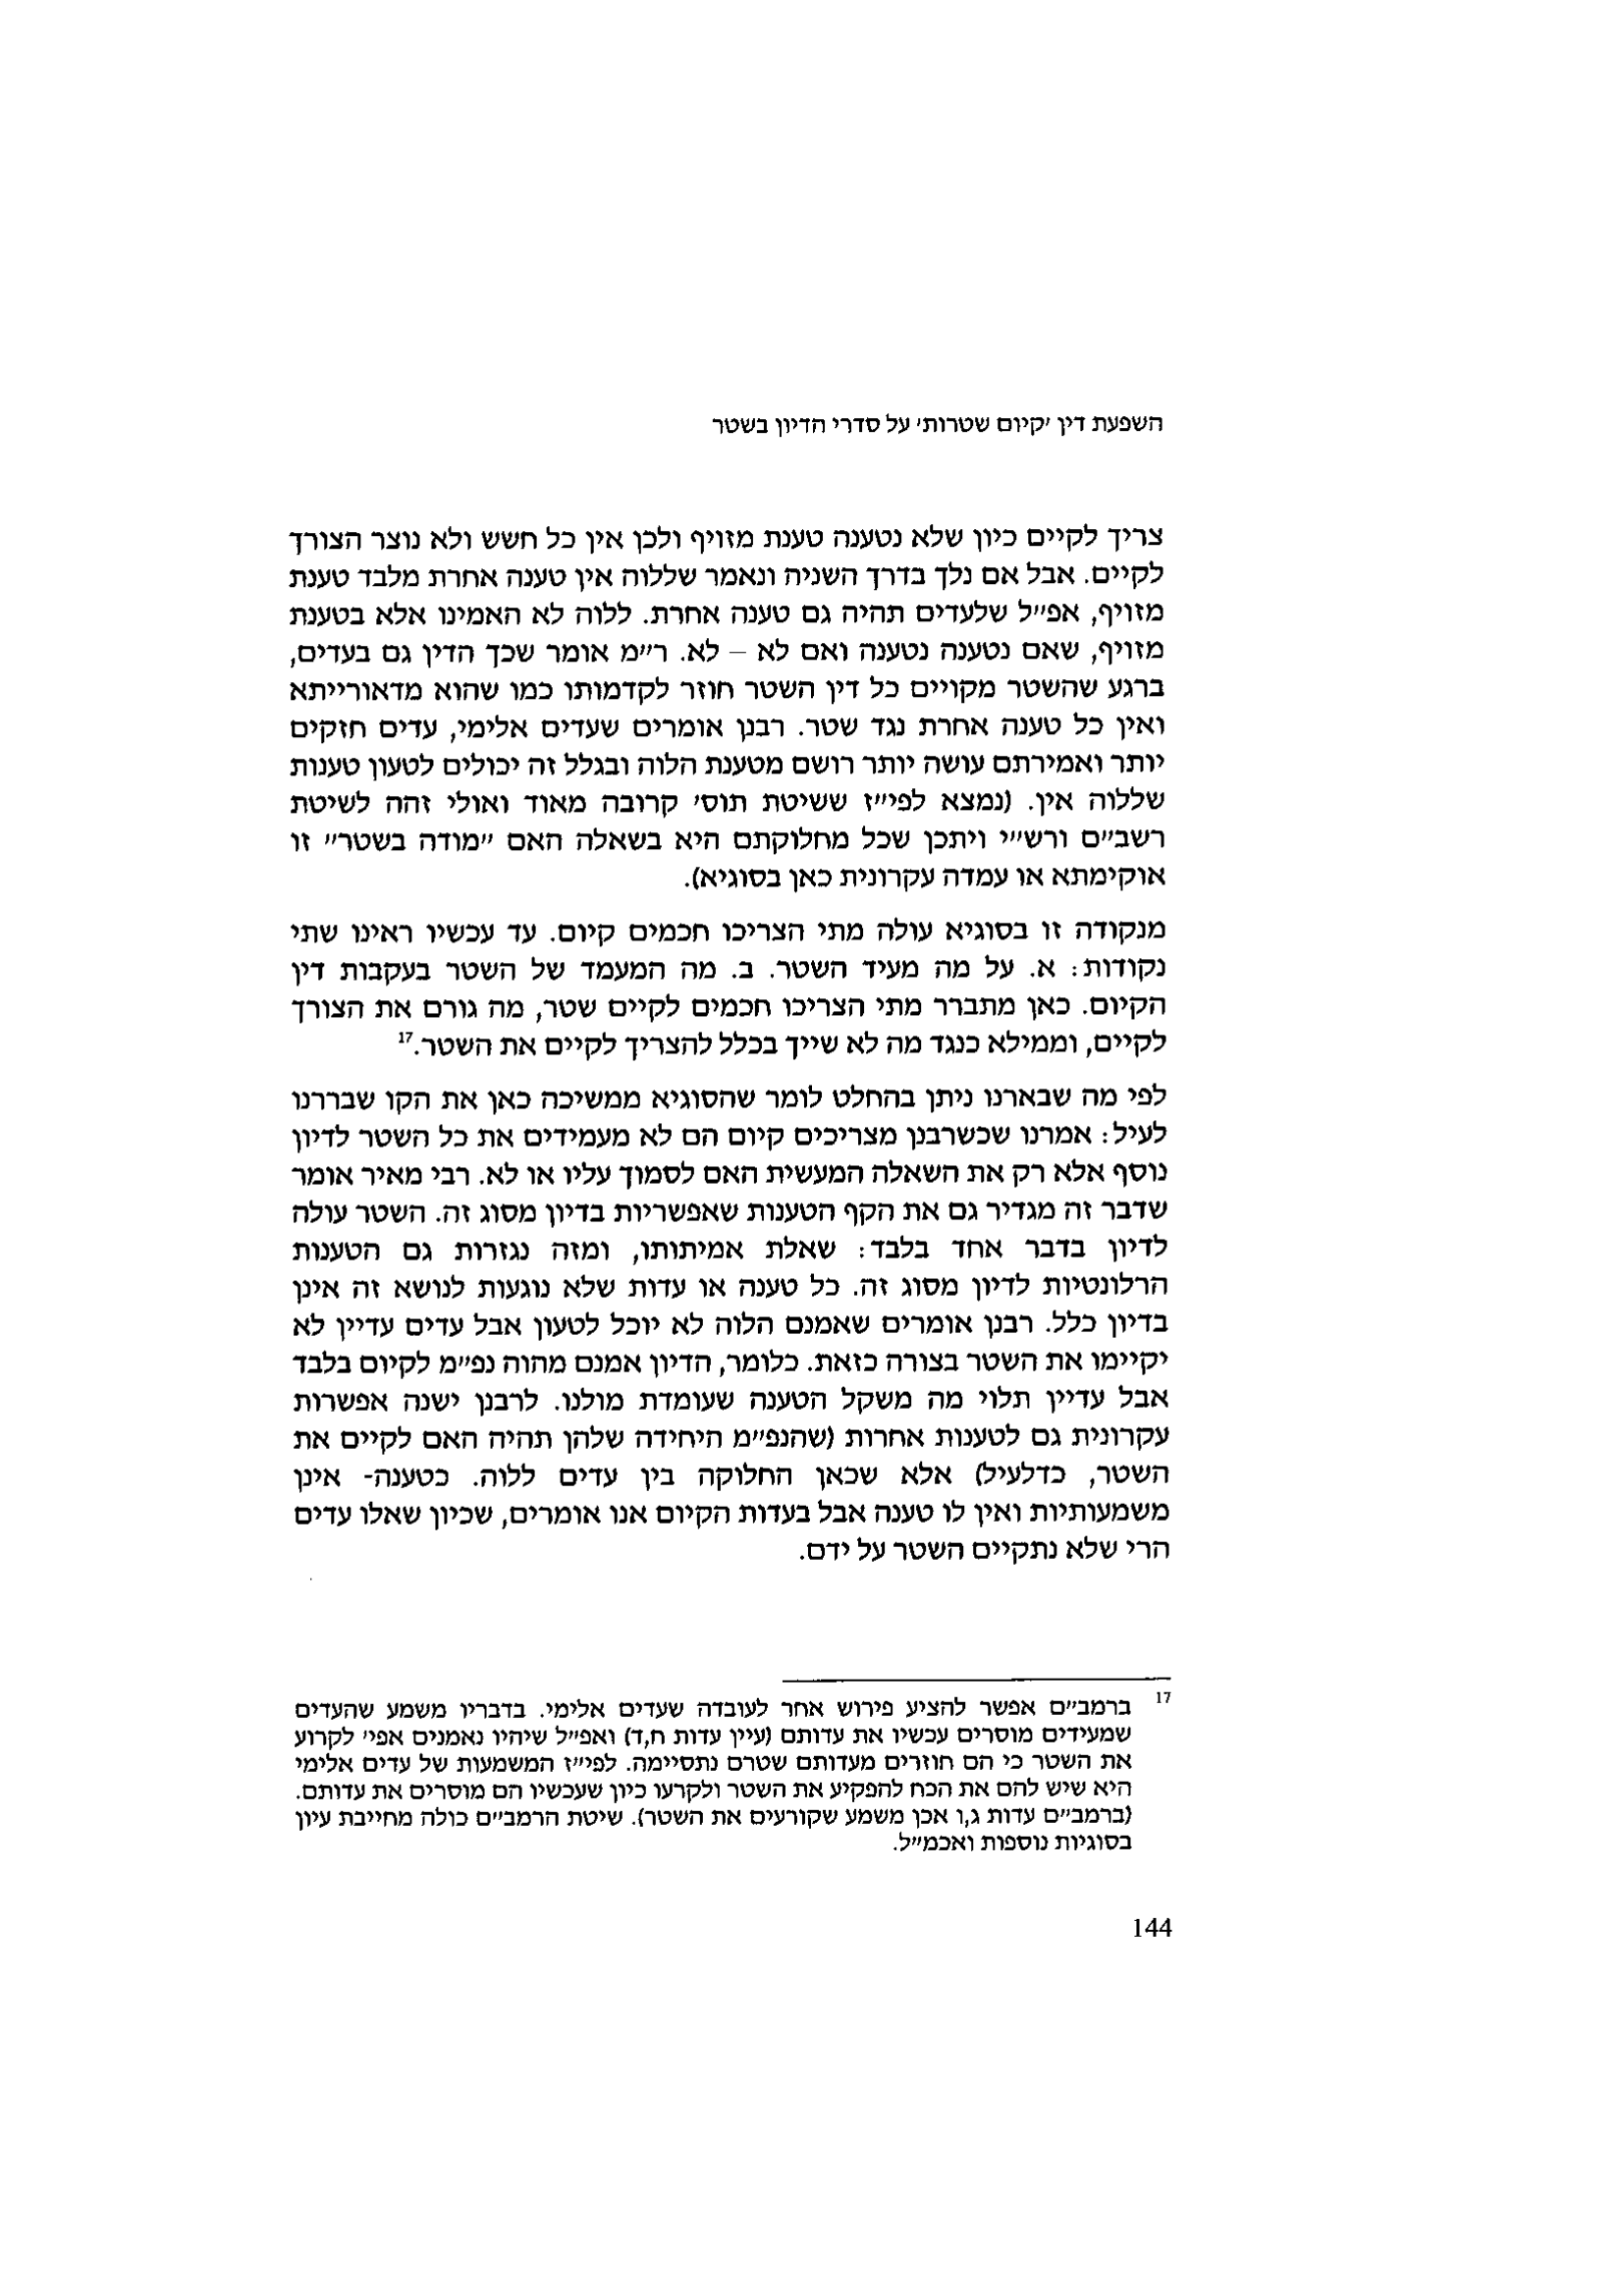 השפעת דין 'קיום שטרות' על סדרי הדיון בשטר
צריך לקיים כיון שלא נטענה טענת מזויף ולכן אין כל חשש ולא נוצר הצורך
לקיים. אבל אם נלך בדרך השניה ונאמר שללוה אין טענה אחרת מלבד טענת
מזויף, אפ״ל שלעדים תהיה גם טענה אחרת. ללוה לא האמינו אלא בטענת
מזויף, שאם נטענה נטענה ואם לא – לא. ר״מ אומר שכך הדין גם בעדים,
ברגע שהשטר מקויים כל דין השטר חוזר לקדמותו כמו שהוא מדאורייתא
ואין כל טענה אחרת נגד שטר. רבנן אומרים שעדים אלימי, עדים חזקים
יותר ואמירתם עושה יותר רושם מטענת הלוה ובגלל זה יכולים לטעון טענות
שללוה אין. (נמצא לפי״ז ששיטת תוס' קרובה מאוד ואולי זהה לשיטת
רשב״ם ורש״י ויתכן שכל מחלוקתם היא בשאלה האם ״מודה בשטר״ זו
אוקימתא או עמדה עקרונית כאן בסוגיא).
מנקודה זו בסוגיא עולה מתי הצריכו חכמים קיום. עד עכשיו ראינו שתי
נקודות: א. על מה מעיד השטר. ב. מה המעמד של השטר בעקבות דין
הקיום. כאן מתברר מתי הצריכו חכמים לקיים שטר, מה גורם את הצורך
לקיים, וממילא כנגד מה לא שייך בכלל להצריך לקיים את השטר.17
לפי מה שבארנו ניתן בהחלט לומר שהסוגיא ממשיכה כאן את הקו שבררנו
לעיל: אמרנו שכשרבנן מצריכים קיום הם לא מעמידים את כל השטר לדיון
נוסף אלא רק את השאלה המעשית האם לסמוך עליו או לא. רבי מאיר אומר
שדבר זה מגדיר גם את הקף הטענות שאפשריות בדיון מסוג זה. השטר עולה
לדיון בדבר אחד בלבד: שאלת אמיתותו, ומזה נגזרות גם הטענות
הרלונטיות לדיון מסוג זה. כל טענה או עדות שלא נוגעות לנושא זה אינן
בדיון כלל. רבנן אומרים שאמנם הלוה לא יוכל לטעון אבל עדים עדיין לא
יקיימו את השטר בצורה כזאת. כלומר, הדיון אמנם מהוה נפ״מ לקיום בלבד
אבל עדיין תלוי מה משקל הטענה שעומדת מולנו. לרבנן ישנה אפשרות
עקרונית גם לטענות אחרות (שהנפ״מ היחידה שלהן תהיה האם לקיים את
השטר, כדלעיל) אלא שכאן החלוקה בין עדים ללוה. כטענה- אינן
משמעותיות ואין לו טענה אבל בעדות הקיום אנו אומרים, שכיון שאלו עדים
הרי שלא נתקיים השטר על ידם.
17 ברמב״ם אפשר להציע פירוש אחר לעובדה שעדים אלימי. בדבריו משמע שהעדים
שמעידים מוסרים עכשיו את עדותם (עיין עדות ח,ד) ואפ״ל שיהיו נאמנים אפי' לקרוע
את השטר כי הם חוזרים מעדותם שטרם נתסיימה. לפי״ז המשמעות של עדים אלימי
היא שיש להם את הכח להפקיע את השטר ולקרעו כיון שעכשיו הם מוסרים את עדותם.
(ברמב״ם עדות ג,ו אכן משמע שקורעים את השטר). שיטת הרמב״ם כולה מחייבת עיון
בסוגיות נוספות ואכמ״ל.
144